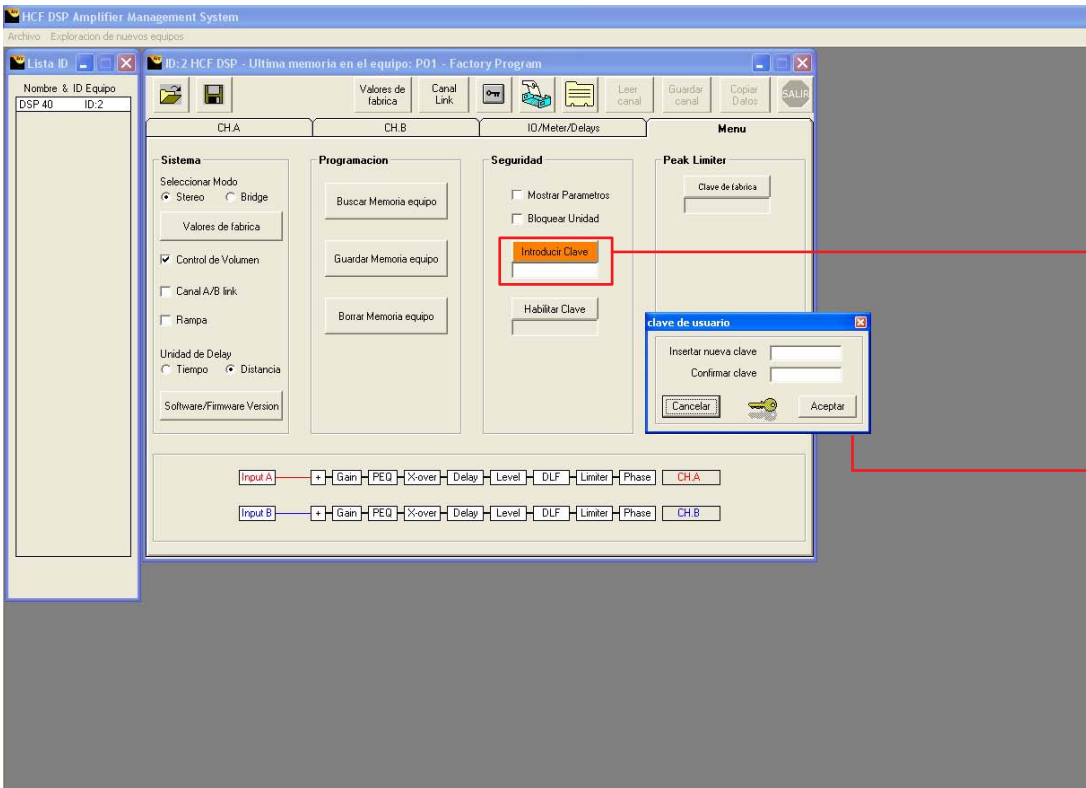 HCF DSP Amplifier Management System
Archivo Exploracion de nuevos equipos
Lista ID
Nombre & ID Equipo
DSP 40 ID:2
ID:2 HCF DSP - Ultima memoria en el equipo: P01 - Factory Program
Valores de fabrica
Canal Link
Leer canal
Guardar canal
Copiar Datos
SALIR
CH.A CH.B IO/Meter/Delays Menu
Sistema
Seleccionar Modo
Stereo Bridge
Valores de fabrica
Control de Volumen
Canal A/B link
Rampa
Unidad de Delay
Tiempo Distancia
Software/Firmware Version
Programacion
Buscar Memoria equipo
Guardar Memoria equipo
Borrar Memoria equipo
Seguridad
Mostrar Parametros
Bloquear Unidad
Introducir Clave
Habilitar Clave
Peak Limiter
Clave de fabrica
clave de usuario
Insertar nueva clave
Confirmar clave
Cancelar Aceptar
Input A + Gain PEQ X-over Delay Level DLF Limiter Phase CH.A
Input B + Gain PEQ X-over Delay Level DLF Limiter Phase CH.B